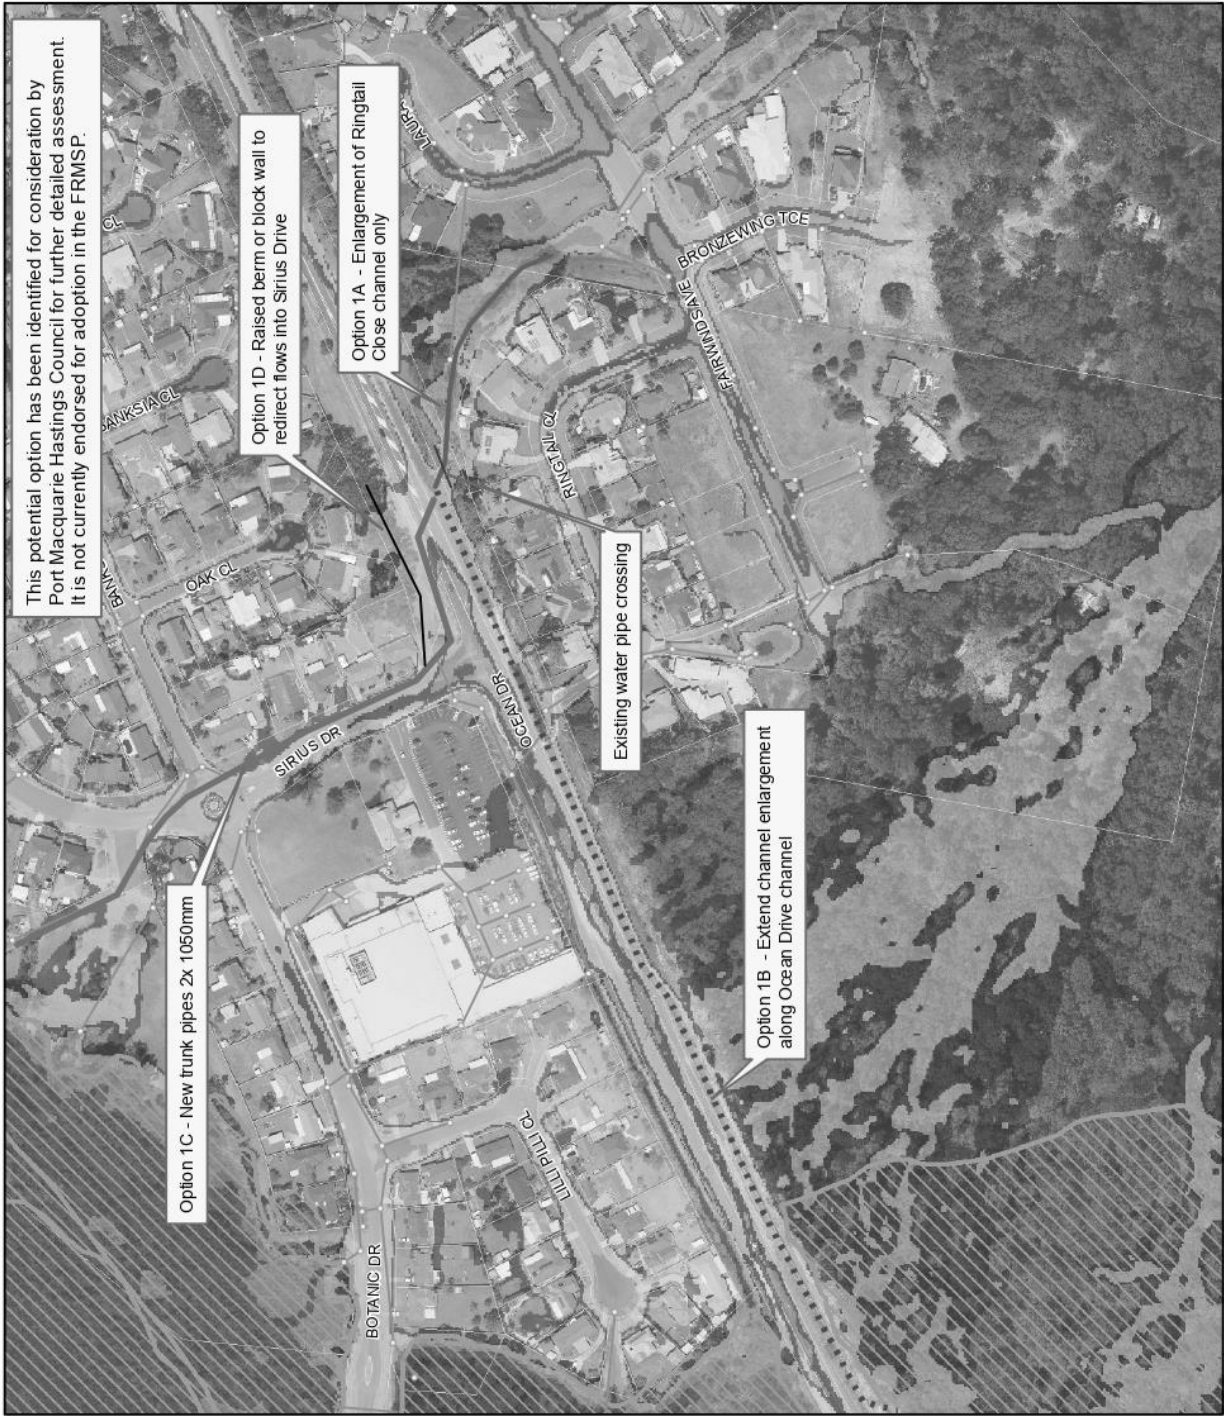 This potential option has been identified for consideration by
Port Macquarie Hastings Council for further detailed assessment.
It is not currently endorsed for adoption in the FRMSP.
Option 1D - Raised berm or block wall to
redirect flows into Sirius Drive
Option 1A - Enlargement of Ringtail
Close channel only
CL
BANKSIA CL
OAK CL
SIRIUS DR
OCEAN DR
RINGTAIL CL
FAIRWINDS AVE
BRONZEWING TCE
Existing water pipe crossing
Option 1C - New trunk pipes 2x 1050mm
Option 1B - Extend channel enlargement
along Ocean Drive channel
LILLI PILLI CL
BOTANIC DR